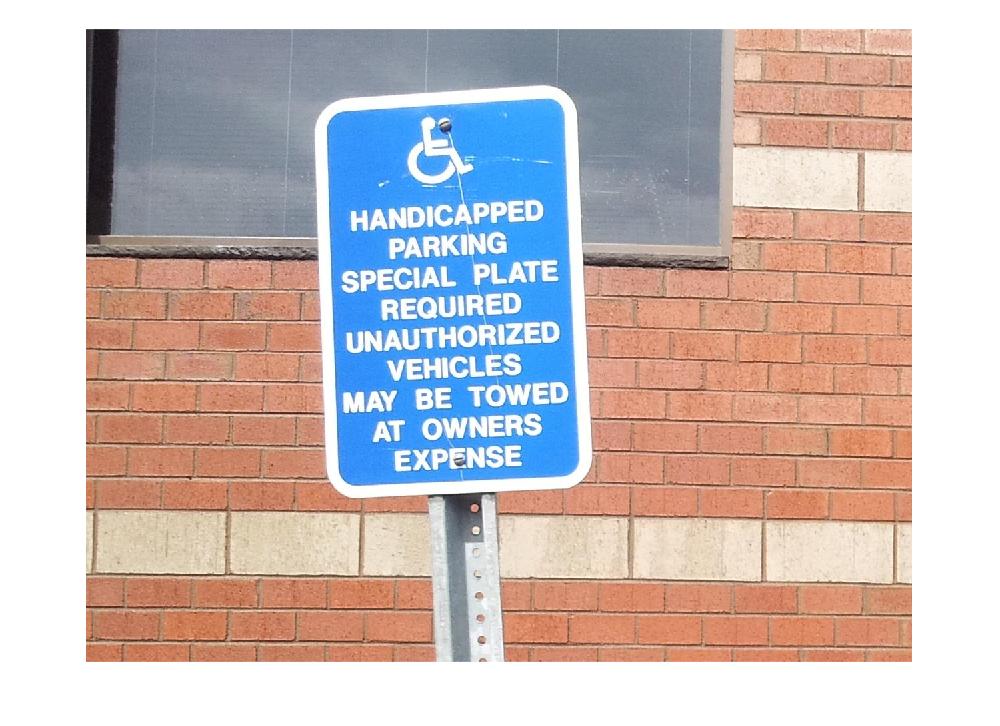 HANDICAPPED
PARKING
SPECIAL PLATE
REQUIRED
UNAUTHORIZED
VEHICLES
MAY BE TOWED
AT OWNERS
EXPENSE